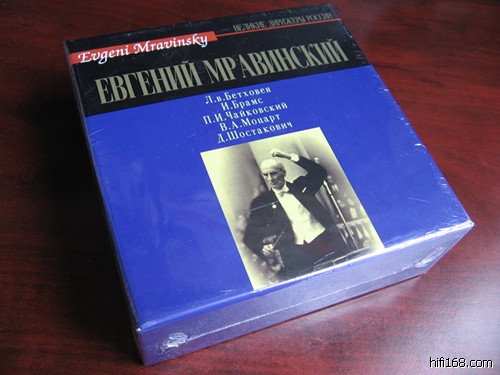 ВЕЛИКИЕ ДИРИЖЕРЫ РОССИИ
Evgeni Mravinsky
ЕВГЕНИЙ МРАВИНСКИЙ
Л.в.Бетховен
И.Брамс
П.И.Чайковский
В.А.Моцарт
Д.Шостакович
hifi168.com